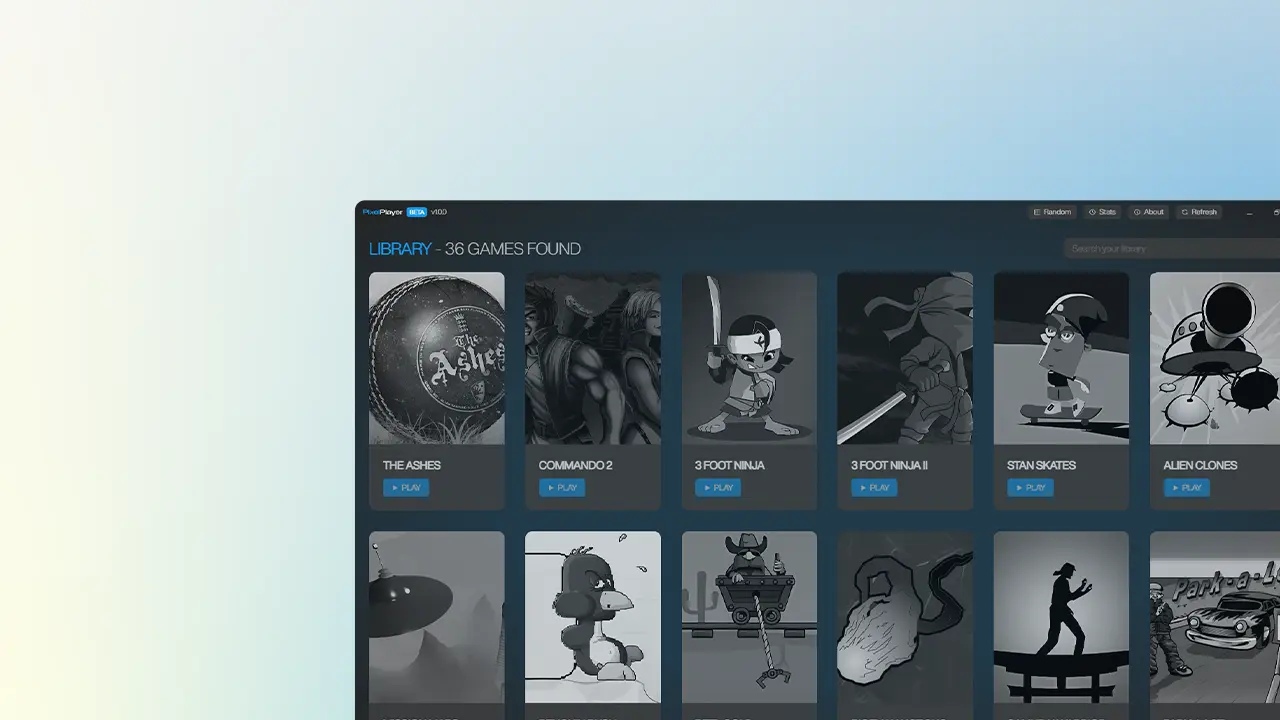 PixelPlayer BETA v1.0.0
Random Stats About Refresh
LIBRARY - 36 GAMES FOUND
Search your library
The Ashes
THE ASHES
PLAY
COMMANDO 2
PLAY
3 FOOT NINJA
PLAY
3 FOOT NINJA II
PLAY
STAN SKATES
PLAY
ALIEN CLONES
PLAY
Park-a-L